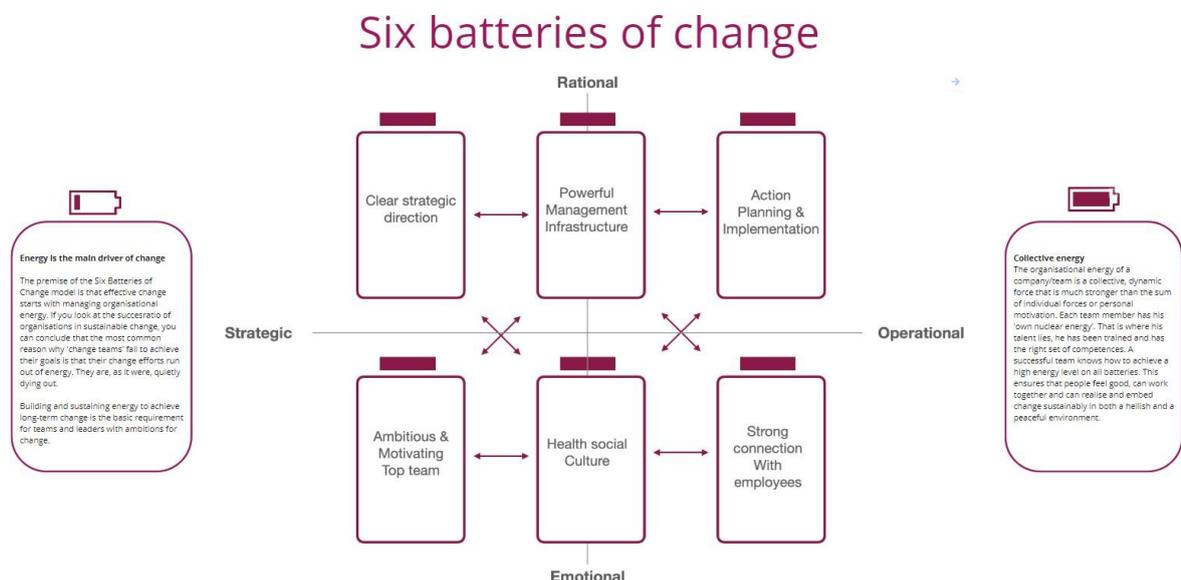 Six batteries of change
Rational
Clear strategic
direction
Powerful
Management
Infrastructure
Action
Planning &
Implementation
Energy is the main driver of change
The premise of the Six Batteries of
Change model is that effective change
starts with managing organisational
energy. If you look at the succesratio of
organisations in sustainable change, you
can conclude that the most common
reason why 'change teams' fail to achieve
their goals is that their change efforts run
out of energy. They are, as it were, quietly
dying out.
Building and sustaining energy to achieve
long-term change is the basic requirement
for teams and leaders with ambitions for
change.
Collective energy
The organisational energy of a
company/team is a collective, dynamic
force that is much stronger than the sum
of individual forces or personal
motivation. Each team member has his
'own nuclear energy'. That is where his
talent lies, he has been trained and has
the right set of competences. A
successful team knows how to achieve a
high energy level on all batteries. This
ensures that people feel good, can work
together and can realise and embed
change sustainably in both a hellish and a
peaceful environment.
Strategic
Operational
Ambitious &
Motivating
Top team
Health social
Culture
Strong
connection
With
employees
Emotional